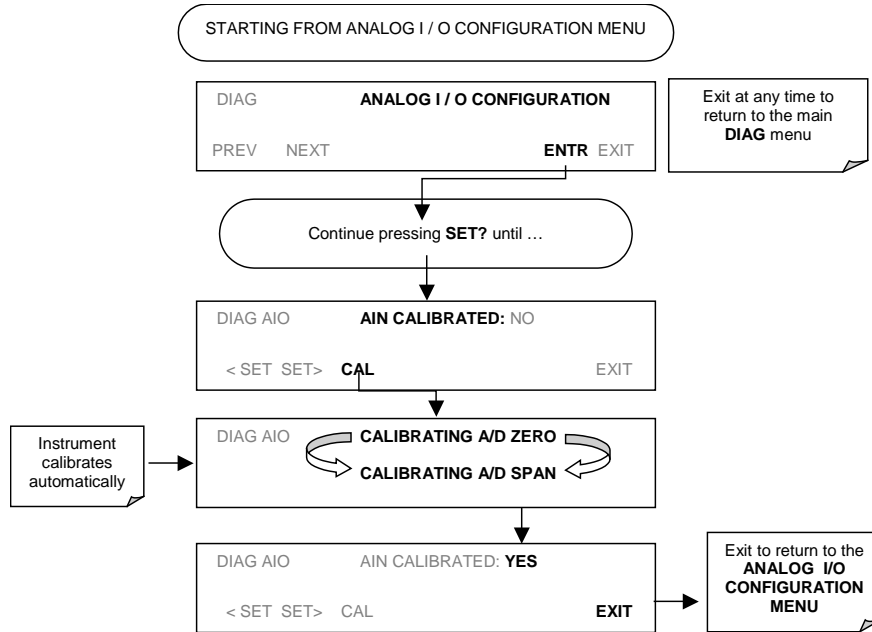 STARTING FROM ANALOG I / O CONFIGURATION MENU
DIAG ANALOG I / O CONFIGURATION
PREV NEXT ENTR EXIT
Exit at any time to
return to the main
DIAG menu
Continue pressing SET? until …
DIAG AIO AIN CALIBRATED: NO
< SET SET> CAL EXIT
Instrument
calibrates
automatically
DIAG AIO CALIBRATING A/D ZERO
CALIBRATING A/D SPAN
DIAG AIO AIN CALIBRATED: YES
< SET SET> CAL EXIT
Exit to return to the
ANALOG I/O
CONFIGURATION
MENU